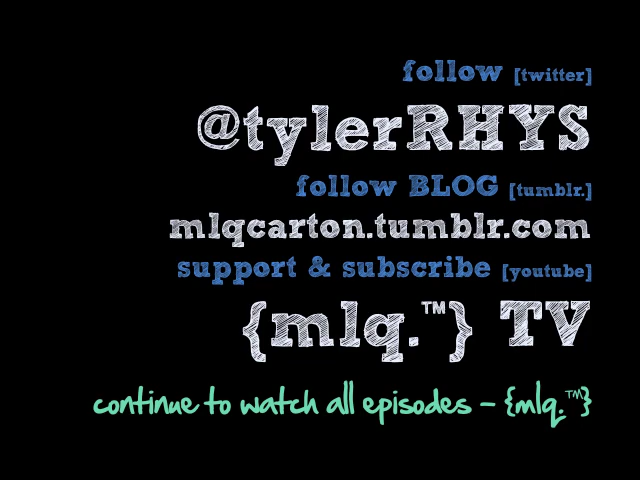 follow [twitter]
@tylerRHYS
follow BLOG [tumblr.]
mlqcarton.tumblr.com
support & subscribe [youtube]
{mlq.™} TV
continue to watch all episodes - {mlq.™}